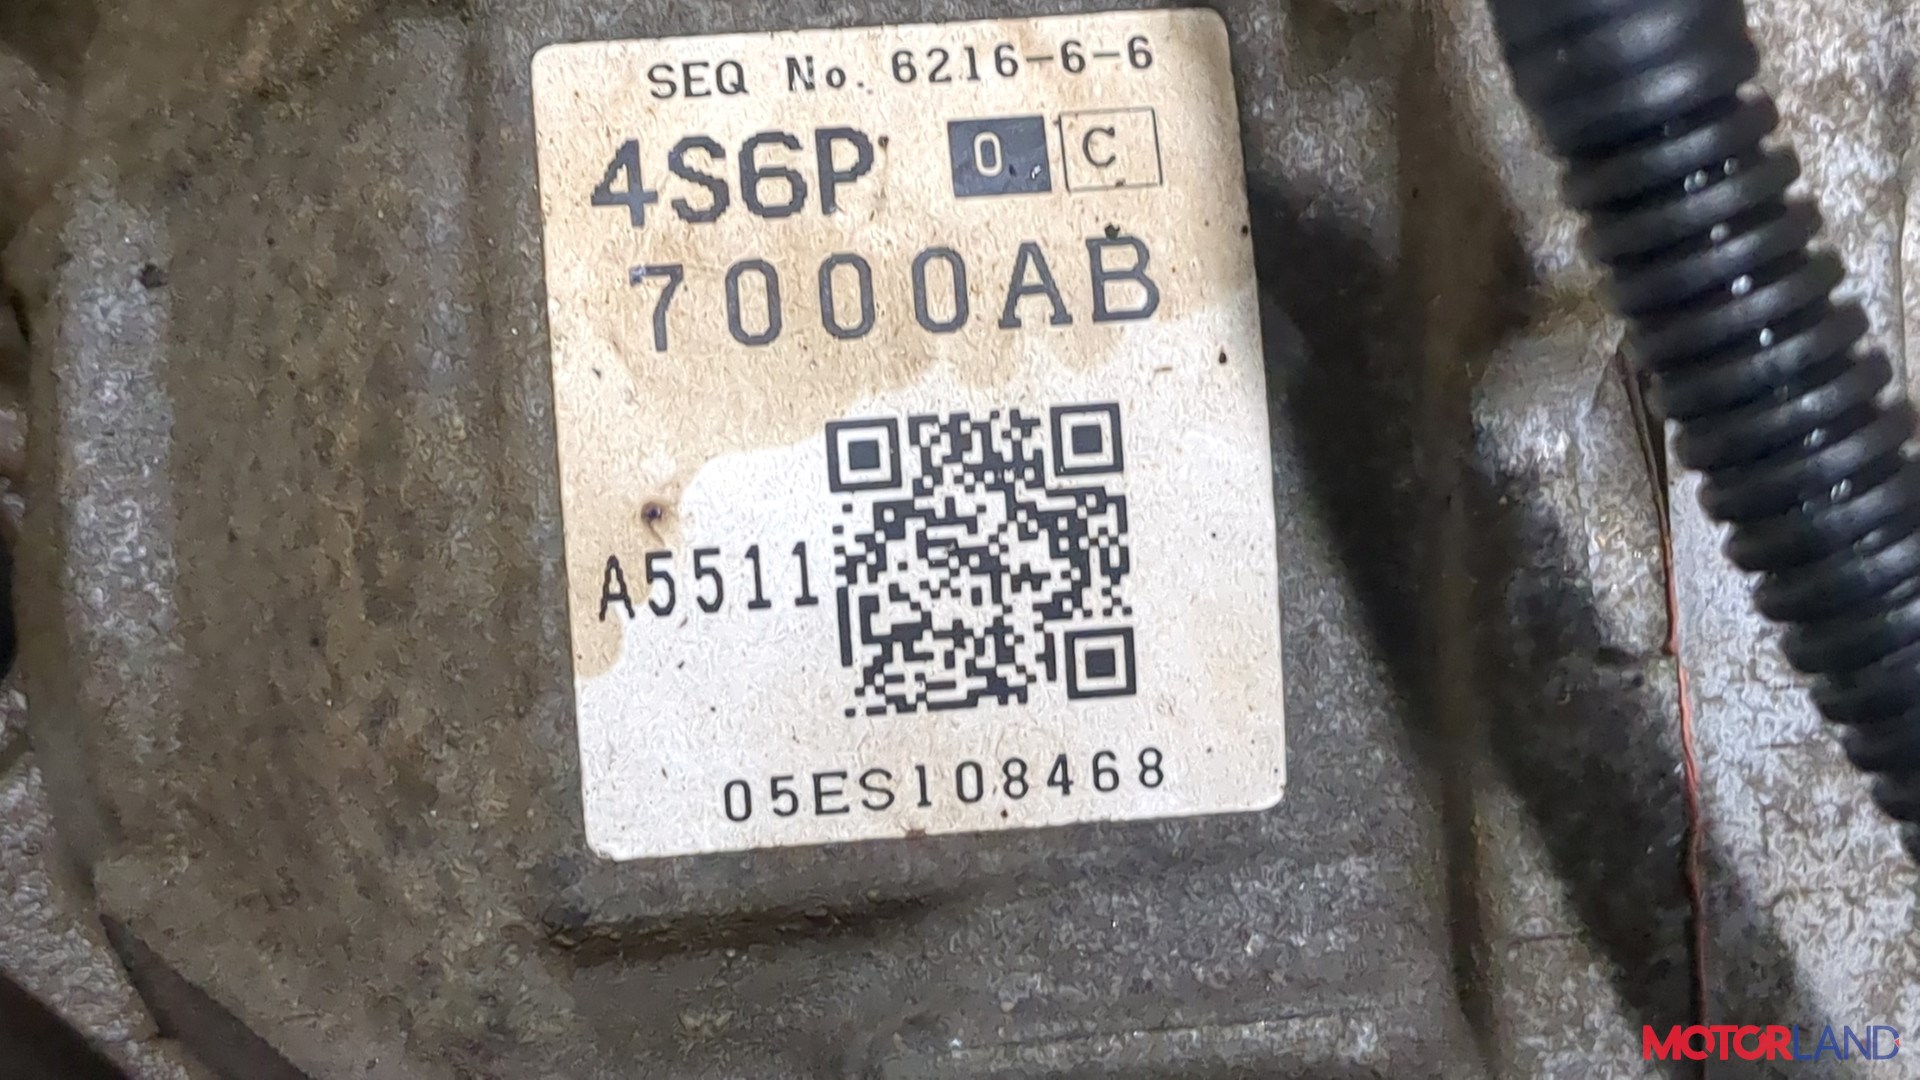 SEQ No. 6216-6-6
4S6P 0 C
7000AB
A5511
05ES108468
MOTORLAND